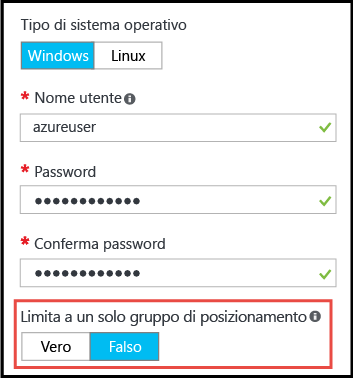 Tipo di sistema operativo
Windows Linux
* Nome utente
azureuser
* Password
●●●●●●●●●●●●
* Conferma password
●●●●●●●●●●●●
Limita a un solo gruppo di posizionamento
Vero Falso